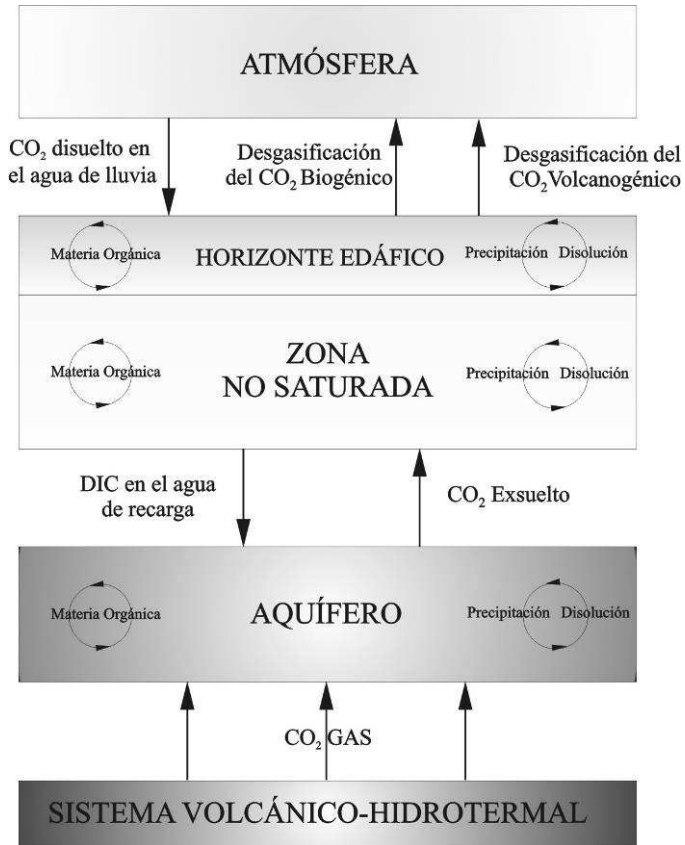 ATMÓSFERA
CO₂ disuelto en
el agua de lluvia
Desgasificación
del CO₂ Biogénico
Desgasificación del
CO₂Volcanogénico
Materia Orgánica
HORIZONTE EDÁFICO
Precipitación Disolución
Materia Orgánica
ZONA
NO SATURADA
Precipitación Disolución
DIC en el agua
de recarga
CO₂ Exsuelto
Materia Orgánica
AQUÍFERO
Precipitación Disolución
CO₂ GAS
SISTEMA VOLCÁNICO-HIDROTERMAL